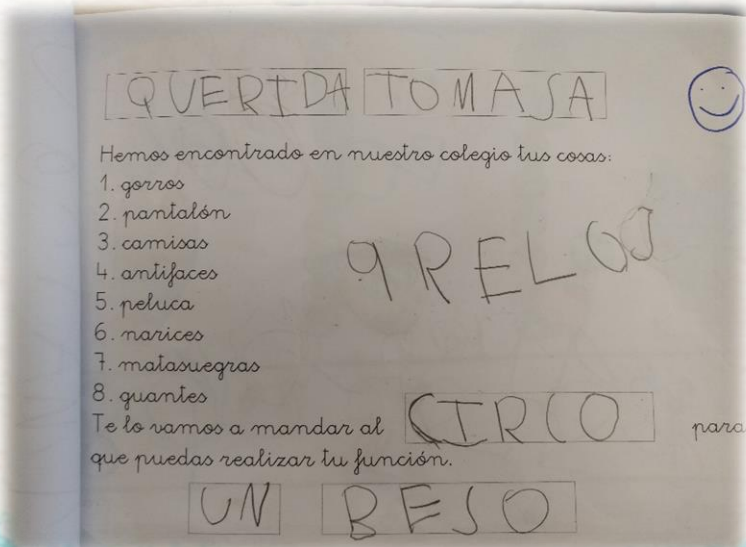 QUERIDA TOMASA
Hemos encontrado en nuestro colegio tus cosas:
1. gorros
2. pantalón
3. camisas
4. antifaces
5. peluca
6. narices
7. matasuegras
8. guantes
9 RELOJ
Te lo vamos a mandar al CIRCO para
que puedas realizar tu función.
UN BESO